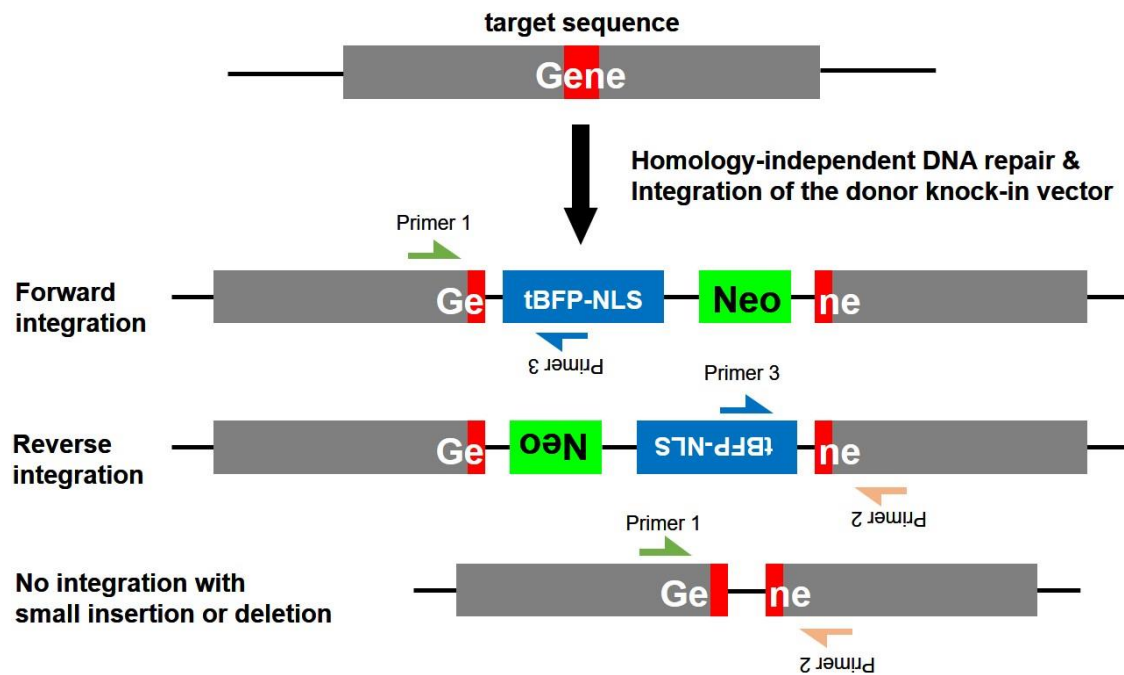 target sequence
Gene
Homology-independent DNA repair &
Integration of the donor knock-in vector
Primer 1
Forward
integration
Ge
tBFP-NLS
Neo
ne
Primer 3
Primer 3
Reverse
integration
Ge
Neo
tBFP-NLS
ne
Primer 2
Primer 1
No integration with
small insertion or deletion
Ge
ne
Primer 2